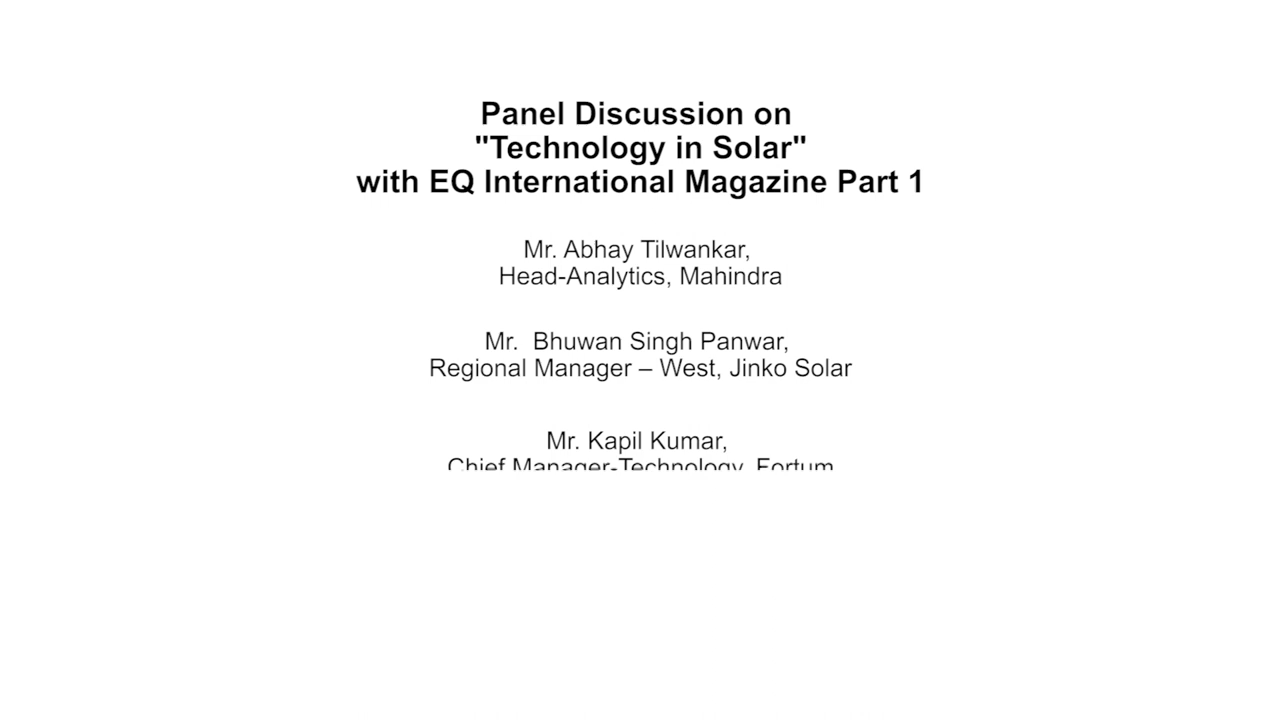 Panel Discussion on
"Technology in Solar"
with EQ International Magazine Part 1
Mr. Abhay Tilwankar,
Head-Analytics, Mahindra
Mr.  Bhuwan Singh Panwar,
Regional Manager – West, Jinko Solar
Mr. Kapil Kumar,
Chief Manager-Technology, Fortum